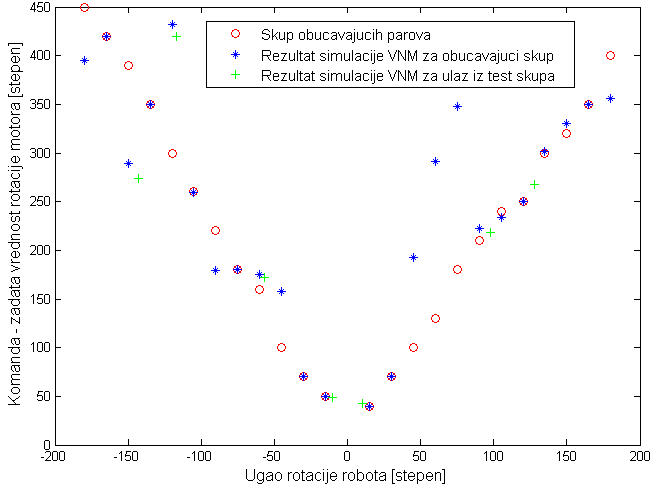 450
400
350
300
250
200
150
100
50
0
Komanda - zadata vrednost rotacije motora [stepen]
Skup obucavajucih parova
Rezultat simulacije VNM za obucavajuci skup
Rezultat simulacije VNM za ulaz iz test skupa
-200 -150 -100 -50 0 50 100 150 200
Ugao rotacije robota [stepen]